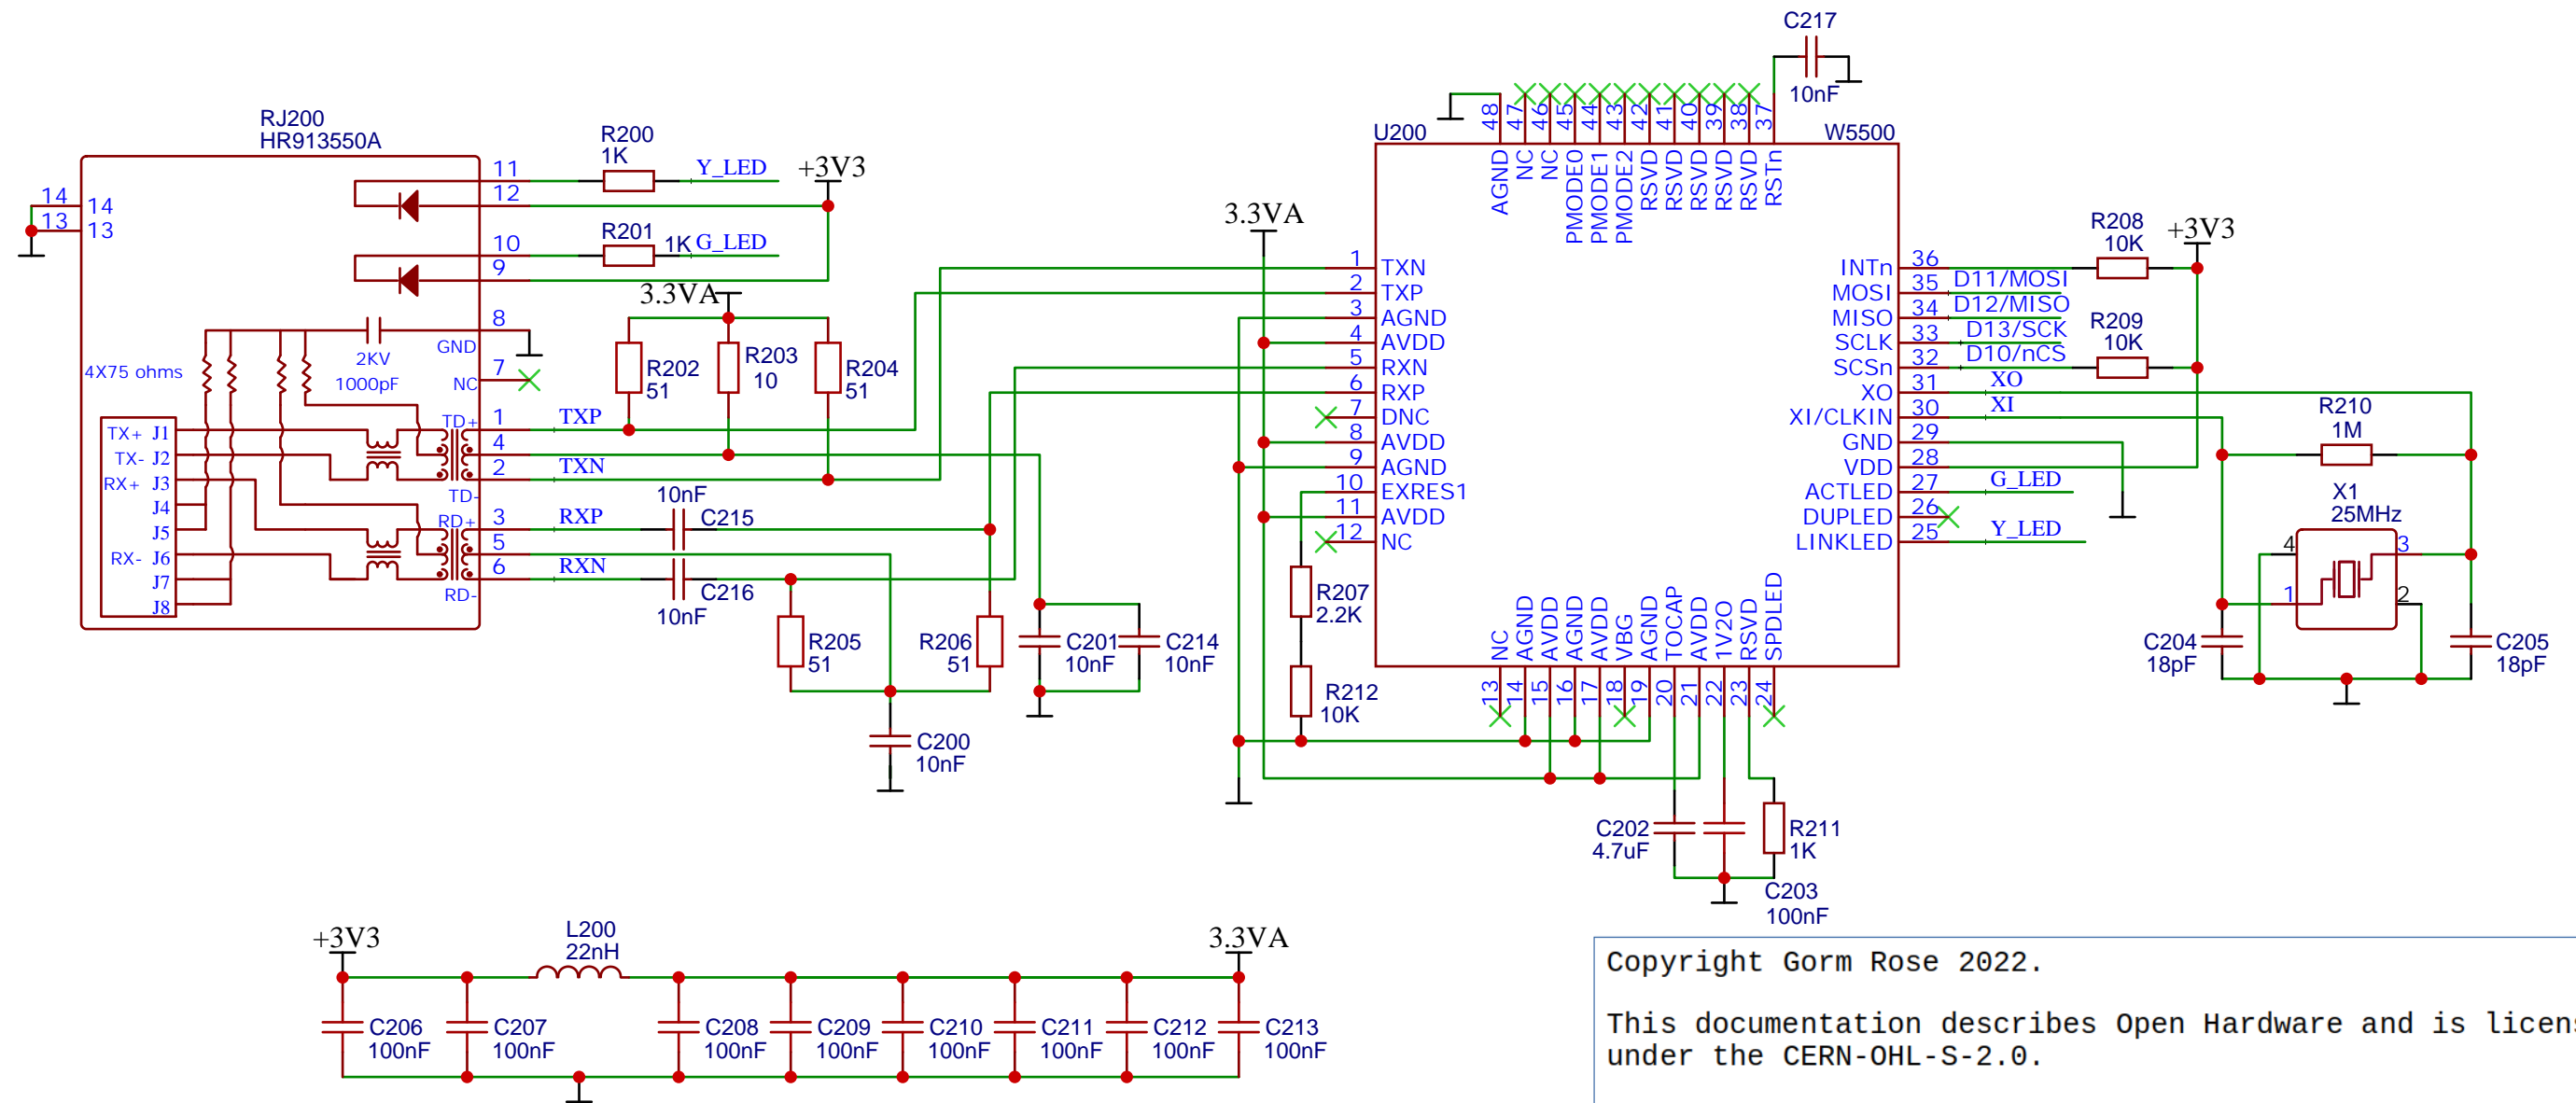 C217
10nF
RJ200
HR913550A
14
14
13
13
11
12
10
9
8
GND
7
NC
2KV
1000pF
4X75 ohms
TX+ J1
TX- J2
RX+ J3
J4
J5
RX- J6
J7
J8
TD+
1
4
2
TD-
RD+
3
5
6
RD-
R200
1K
Y_LED
R201
1K
G_LED
+3V3
3.3VA
R202
51
R203
10
R204
51
TXP
TXN
RXP
RXN
10nF
C215
C216
10nF
R205
51
R206
51
C201
10nF
C214
10nF
C200
10nF
3.3VA
U200
W5500
48
47
46
45
44
43
42
41
40
39
38
37
AGND
NC
NC
PMODE0
PMODE1
PMODE2
RSVD
RSVD
RSVD
RSVD
RSVD
RSTn
1 TXN
2 TXP
3 AGND
4 AVDD
5 RXN
6 RXP
7 DNC
8 AVDD
9 AGND
10 EXRES1
11 AVDD
12 NC
INTn 36
MOSI 35 D11/MOSI
MISO 34 D12/MISO
SCLK 33 D13/SCK
SCSn 32 D10/nCS
XO 31 XO
XI/CLKIN 30 XI
GND 29
VDD 28
ACTLED 27 G_LED
DUPLED 26
LINKLED 25 Y_LED
NC
AGND
AVDD
AGND
AVDD
VBG
AGND
TOCAP
AVDD
1V2O
RSVD
SPDLED
13
14
15
16
17
18
19
20
21
22
23
24
R207
2.2K
R212
10K
R208
10K
+3V3
R209
10K
R210
1M
X1
25MHz
4
3
1
2
C204
18pF
C205
18pF
C202
4.7uF
R211
1K
C203
100nF
+3V3
L200
22nH
3.3VA
C206
100nF
C207
100nF
C208
100nF
C209
100nF
C210
100nF
C211
100nF
C212
100nF
C213
100nF
Copyright Gorm Rose 2022.
This documentation describes Open Hardware and is licen
under the CERN-OHL-S-2.0.